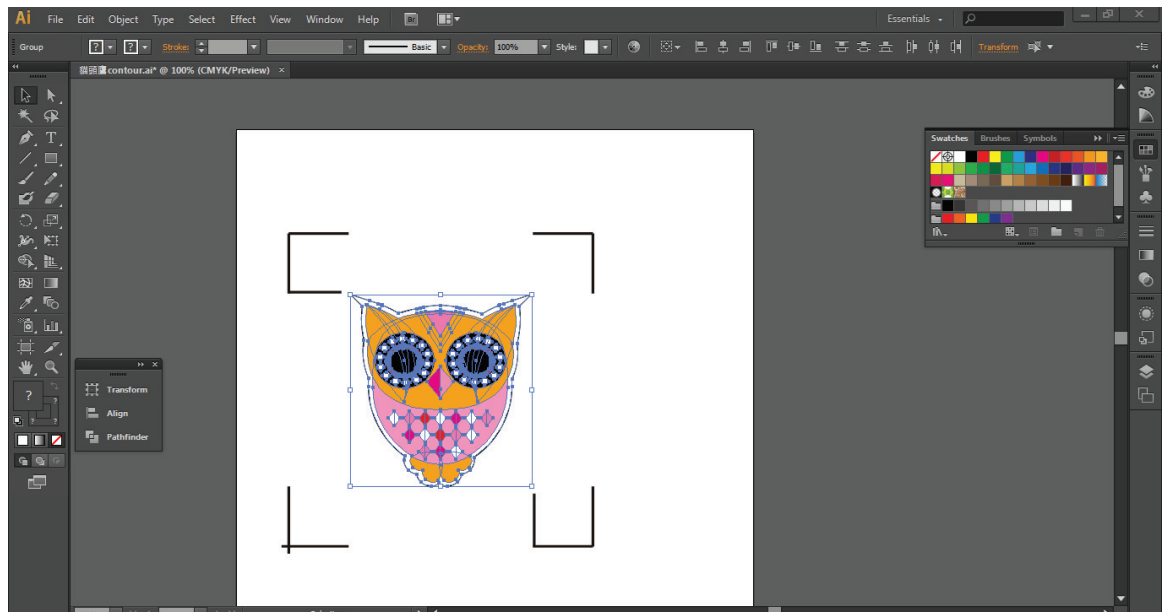 Ai File Edit Object Type Select Effect View Window Help Br Essentials
Group ? ? Stroke: Basic Opacity: 100% Style: Transform
contour.ai* @ 100% (CMYK/Preview) ×
Swatches Brushes Symbols
Transform
Align
Pathfinder
?
? ?
T